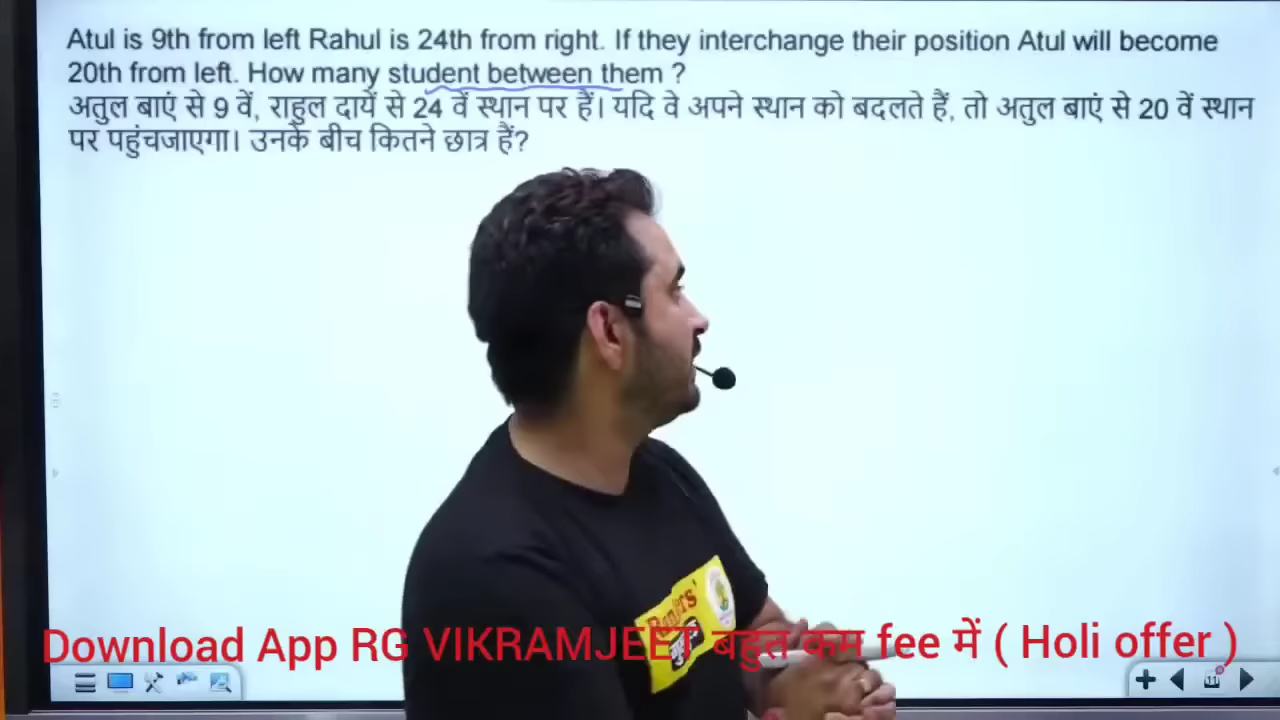 Atul is 9th from left Rahul is 24th from right. If they interchange their position Atul will become
20th from left. How many student between them ?
अतुल बाएं से 9 वें, राहुल दायें से 24 वें स्थान पर हैं। यदि वे अपने स्थान को बदलते हैं, तो अतुल बाएं से 20 वें स्थान
पर पहुंचजाएगा। उनके बीच कितने छात्र हैं?
Download App RG VIKRAMJEET बहुत कम fee में ( Holi offer )
11